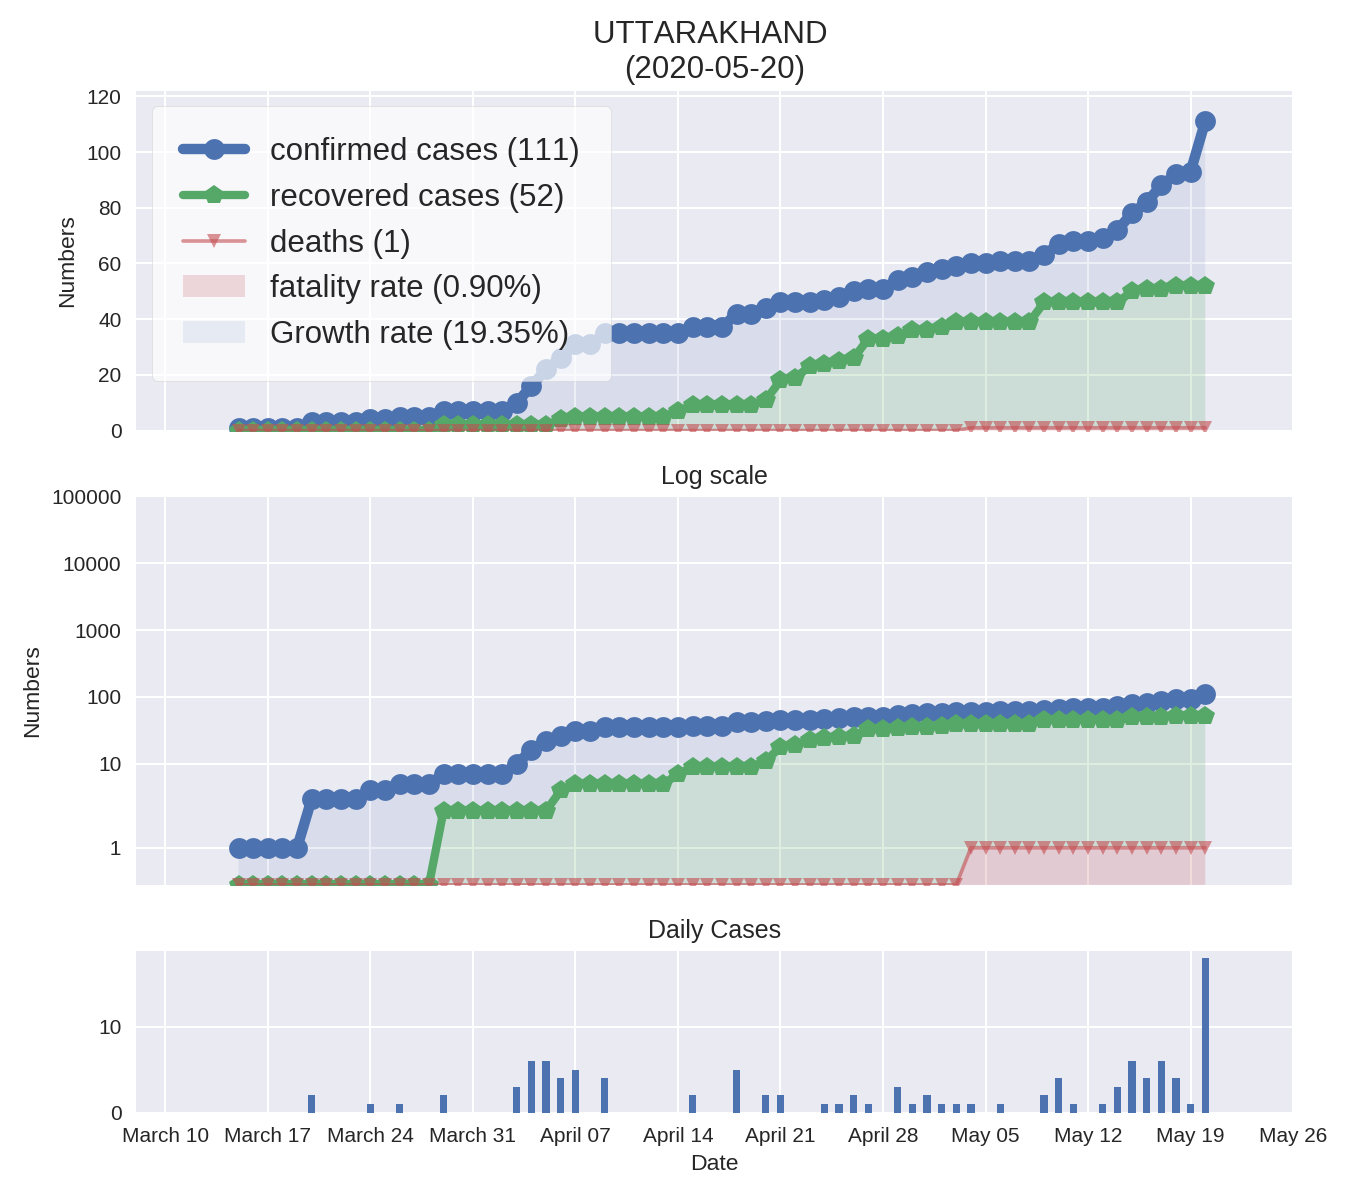 UTTARAKHAND
(2020-05-20)
120
100
80
60
40
20
0
Numbers
confirmed cases (111)
recovered cases (52)
deaths (1)
fatality rate (0.90%)
Growth rate (19.35%)
Log scale
100000
10000
1000
100
10
1
Numbers
Daily Cases
10
0
March 10 March 17 March 24 March 31 April 07 April 14 April 21 April 28 May 05 May 12 May 19 May 26
Date